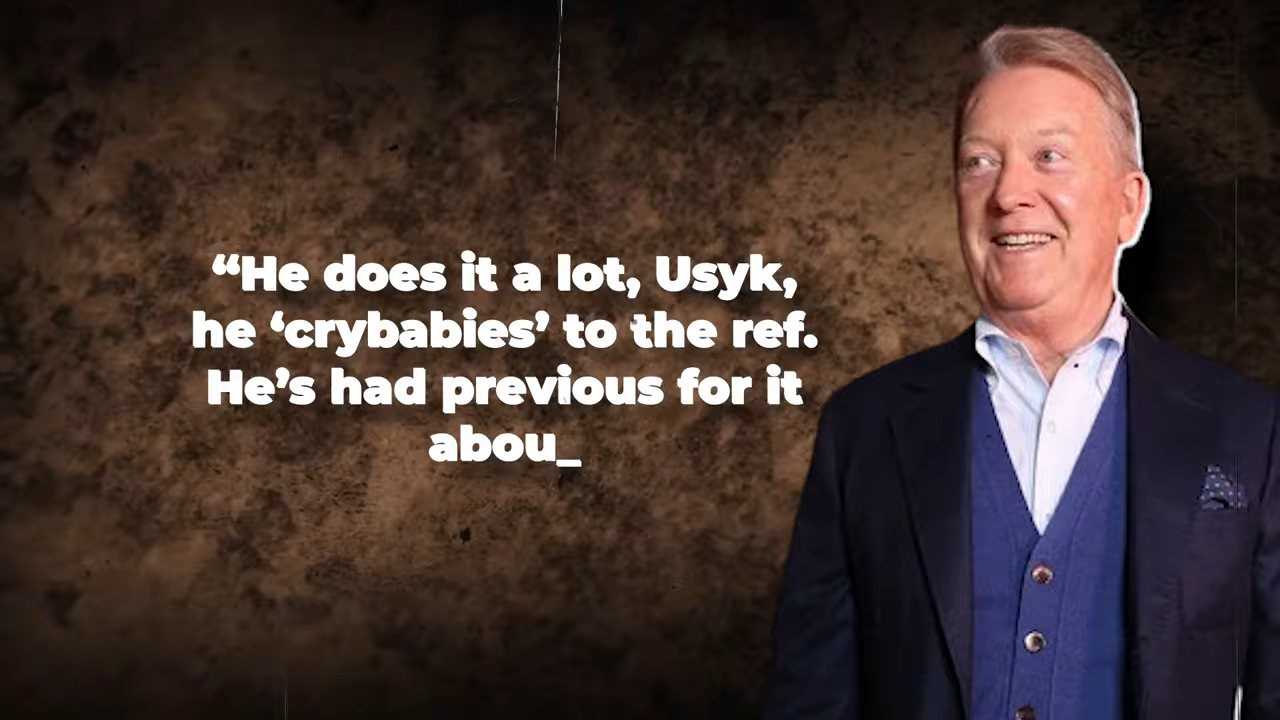 “He does it a lot, Usyk,
he ‘crybabies’ to the ref.
He’s had previous for it
abou_